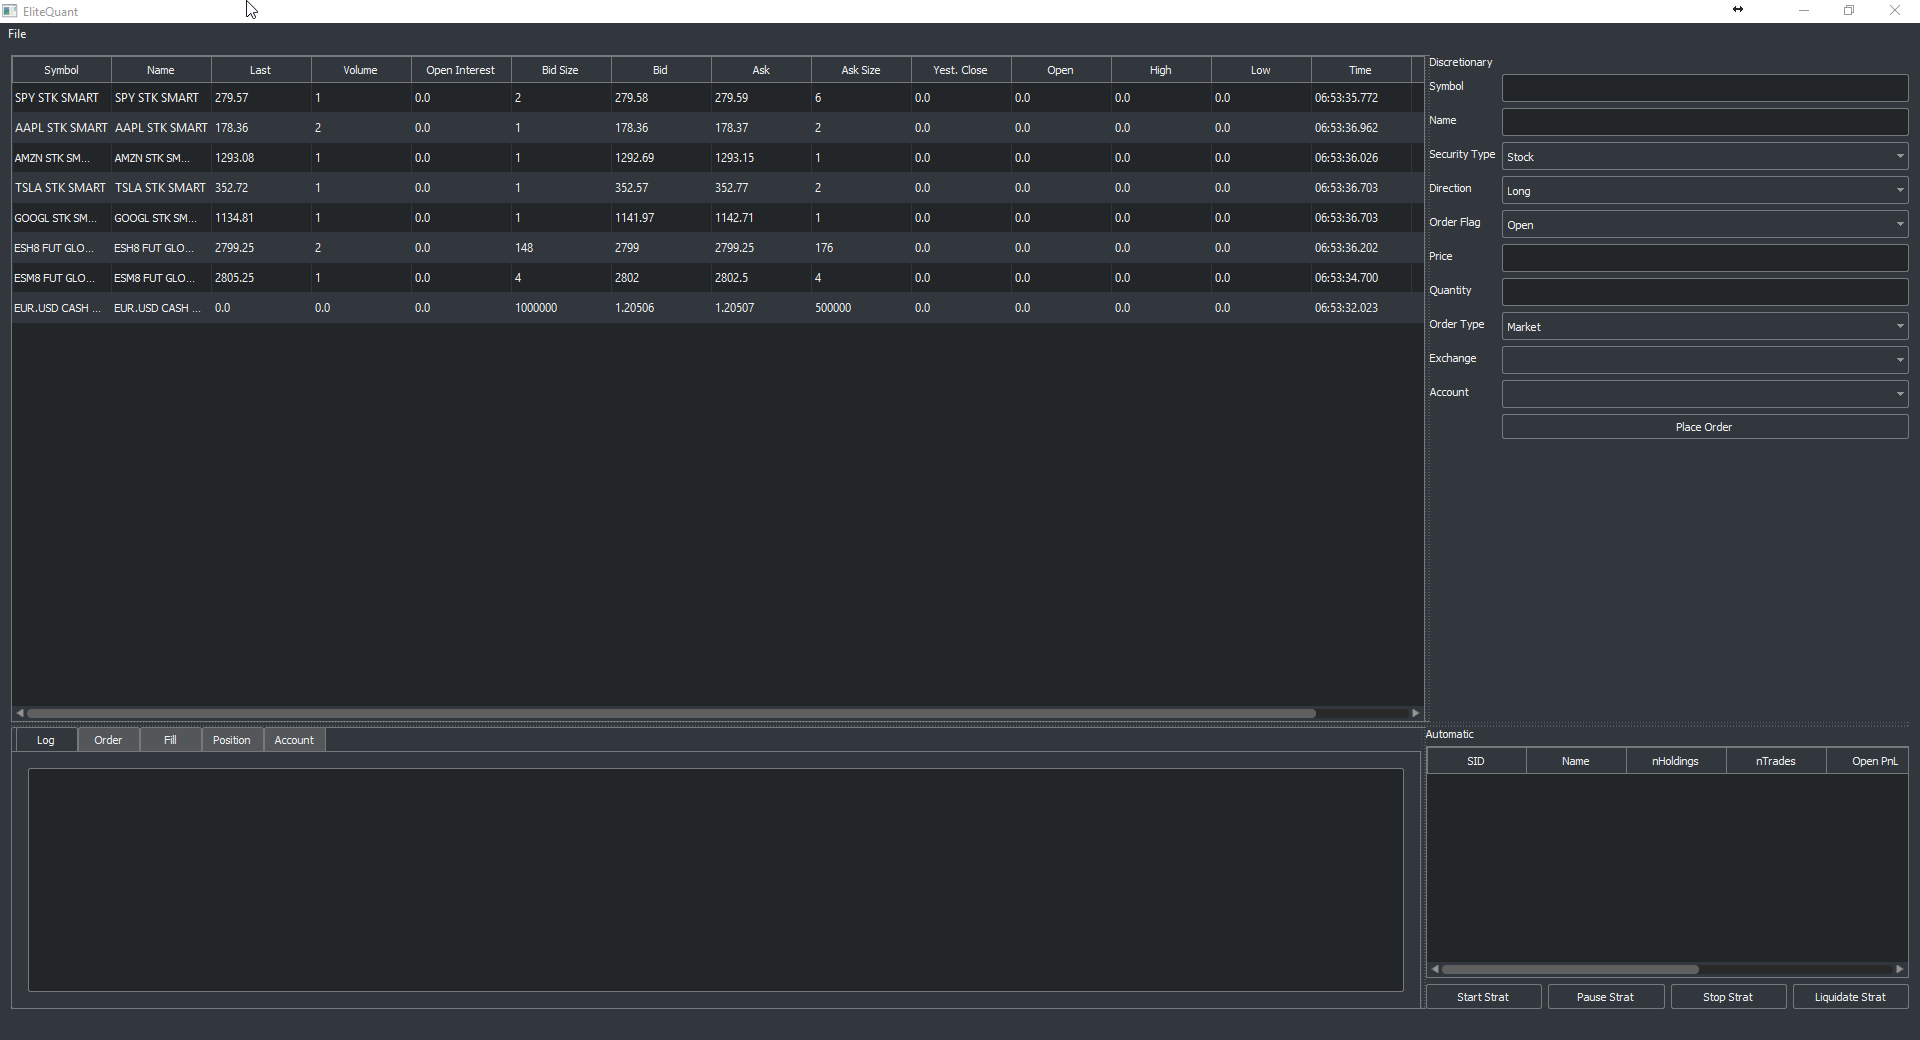 EliteQuant
File
Symbol Name Last Volume Open Interest Bid Size Bid Ask Ask Size Yest. Close Open High Low Time
SPY STK SMART SPY STK SMART 279.57 1 0.0 2 279.58 279.59 6 0.0 0.0 0.0 0.0 06:53:35.772
AAPL STK SMART AAPL STK SMART 178.36 2 0.0 1 178.36 178.37 2 0.0 0.0 0.0 0.0 06:53:36.962
AMZN STK SM... AMZN STK SM... 1293.08 1 0.0 1 1292.69 1293.15 1 0.0 0.0 0.0 0.0 06:53:36.026
TSLA STK SMART TSLA STK SMART 352.72 1 0.0 1 352.57 352.77 2 0.0 0.0 0.0 0.0 06:53:36.703
GOOGL STK SM... GOOGL STK SM... 1134.81 1 0.0 1 1141.97 1142.71 1 0.0 0.0 0.0 0.0 06:53:36.703
ESH8 FUT GLO... ESH8 FUT GLO... 2799.25 2 0.0 148 2799 2799.25 176 0.0 0.0 0.0 0.0 06:53:36.202
ESM8 FUT GLO... ESM8 FUT GLO... 2805.25 1 0.0 4 2802 2802.5 4 0.0 0.0 0.0 0.0 06:53:34.700
EUR.USD CASH ... EUR.USD CASH ... 0.0 0.0 0.0 1000000 1.20506 1.20507 500000 0.0 0.0 0.0 0.0 06:53:32.023
Discretionary
Symbol
Name
Security Type Stock
Direction Long
Order Flag Open
Price
Quantity
Order Type Market
Exchange
Account
Place Order
Log Order Fill Position Account
Automatic
SID Name nHoldings nTrades Open PnL
Start Strat Pause Strat Stop Strat Liquidate Strat